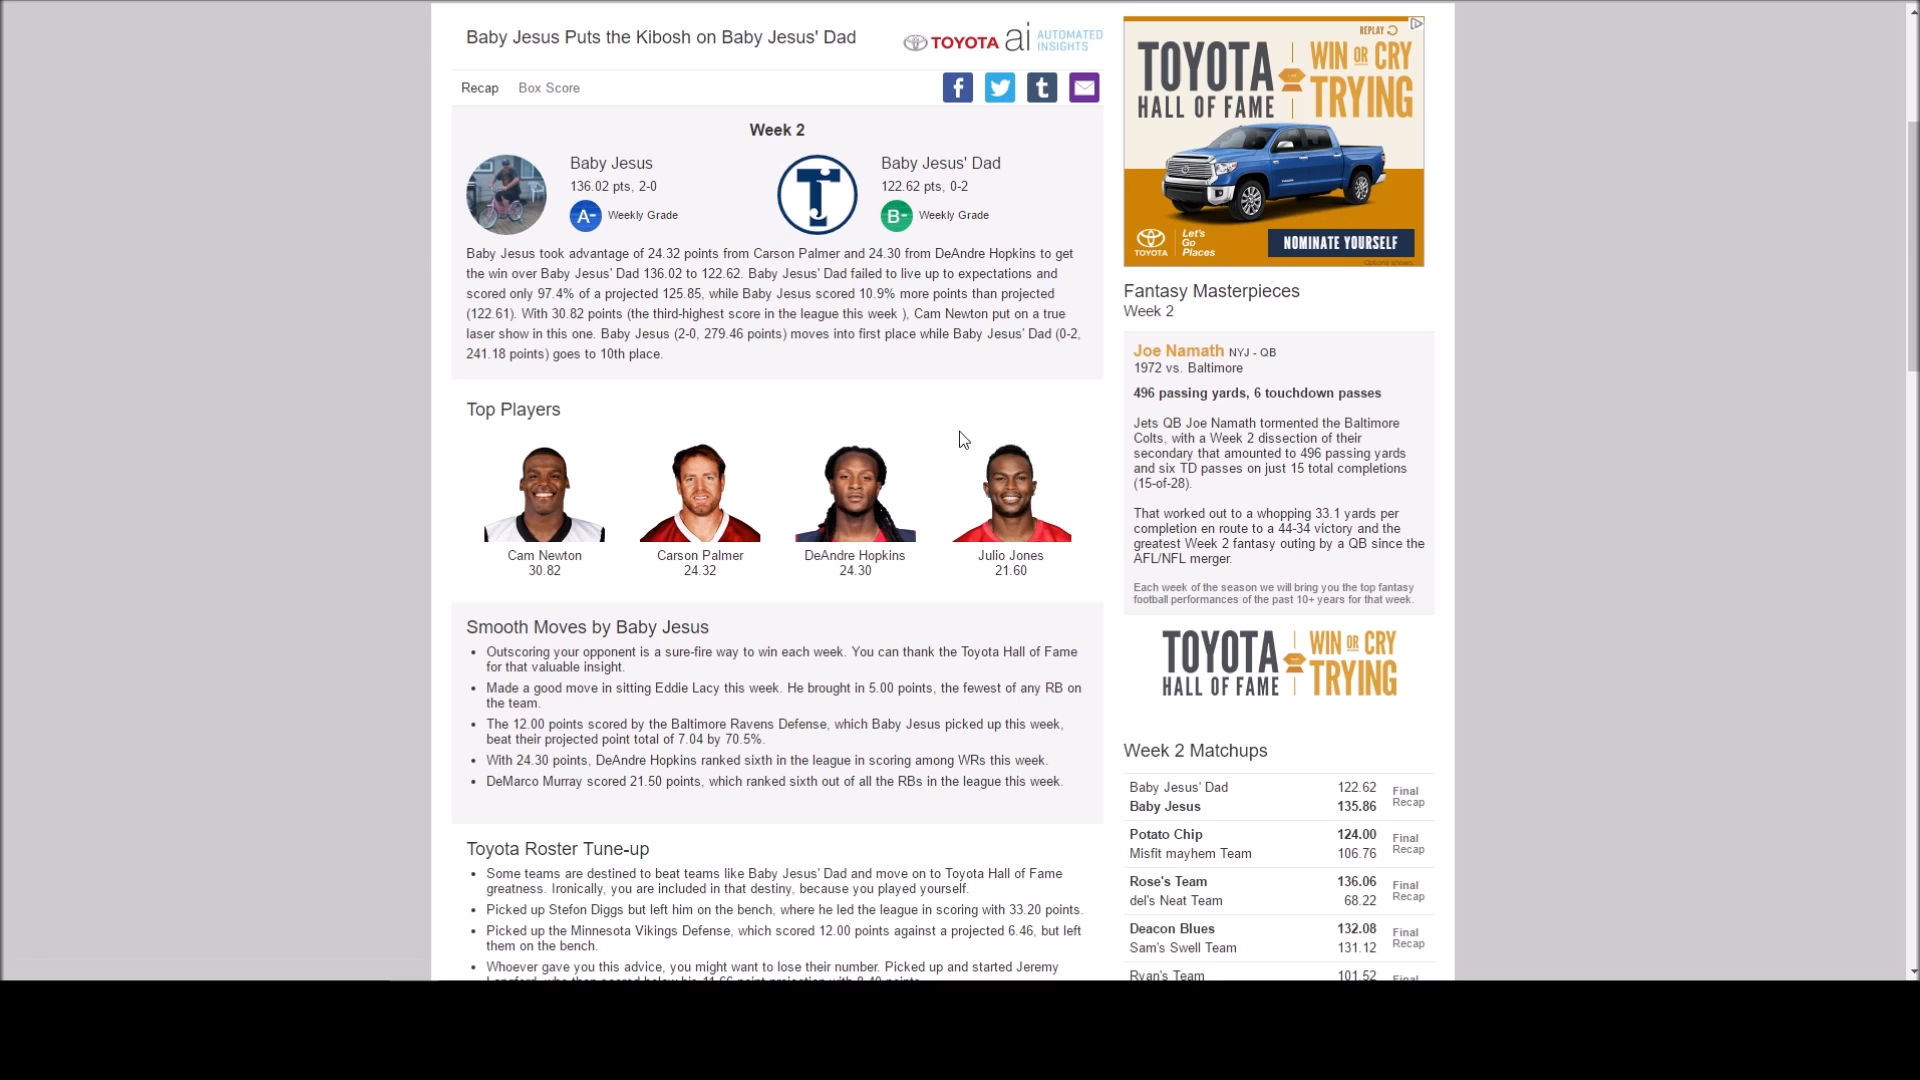 Baby Jesus Puts the Kibosh on Baby Jesus' Dad
TOYOTA ai AUTOMATED INSIGHTS
Recap Box Score
Week 2
Baby Jesus
136.02 pts, 2-0
A- Weekly Grade
Baby Jesus' Dad
122.62 pts, 0-2
B- Weekly Grade
Baby Jesus took advantage of 24.32 points from Carson Palmer and 24.30 from DeAndre Hopkins to get
the win over Baby Jesus' Dad 136.02 to 122.62. Baby Jesus' Dad failed to live up to expectations and
scored only 97.4% of a projected 125.85, while Baby Jesus scored 10.9% more points than projected
(122.61). With 30.82 points (the third-highest score in the league this week ), Cam Newton put on a true
laser show in this one. Baby Jesus (2-0, 279.46 points) moves into first place while Baby Jesus' Dad (0-2,
241.18 points) goes to 10th place.
Top Players
Cam Newton
30.82
Carson Palmer
24.32
DeAndre Hopkins
24.30
Julio Jones
21.60
Smooth Moves by Baby Jesus
• Outscoring your opponent is a sure-fire way to win each week. You can thank the Toyota Hall of Fame
for that valuable insight.
• Made a good move in sitting Eddie Lacy this week. He brought in 5.00 points, the fewest of any RB on
the team.
• The 12.00 points scored by the Baltimore Ravens Defense, which Baby Jesus picked up this week,
beat their projected point total of 7.04 by 70.5%.
• With 24.30 points, DeAndre Hopkins ranked sixth in the league in scoring among WRs this week.
• DeMarco Murray scored 21.50 points, which ranked sixth out of all the RBs in the league this week.
Toyota Roster Tune-up
• Some teams are destined to beat teams like Baby Jesus' Dad and move on to Toyota Hall of Fame
greatness. Ironically, you are included in that destiny, because you played yourself.
• Picked up Stefon Diggs but left him on the bench, where he led the league in scoring with 33.20 points.
• Picked up the Minnesota Vikings Defense, which scored 12.00 points against a projected 6.46, but left
them on the bench.
• Whoever gave you this advice, you might want to lose their number. Picked up and started Jeremy
REPLAY
TOYOTA
HALL OF FAME
WIN OR CRY
TRYING
TOYOTA
Let's
Go
Places
NOMINATE YOURSELF
Options shown.
Fantasy Masterpieces
Week 2
Joe Namath NYJ - QB
1972 vs. Baltimore
496 passing yards, 6 touchdown passes
Jets QB Joe Namath tormented the Baltimore
Colts, with a Week 2 dissection of their
secondary that amounted to 496 passing yards
and six TD passes on just 15 total completions
(15-of-28).
That worked out to a whopping 33.1 yards per
completion en route to a 44-34 victory and the
greatest Week 2 fantasy outing by a QB since the
AFL/NFL merger.
Each week of the season we will bring you the top fantasy
football performances of the past 10+ years for that week.
TOYOTA
HALL OF FAME
WIN OR CRY
TRYING
Week 2 Matchups
Baby Jesus' Dad 122.62
Baby Jesus 135.86
Final
Recap
Potato Chip 124.00
Misfit mayhem Team 106.76
Final
Recap
Rose's Team 136.06
del's Neat Team 68.22
Final
Recap
Deacon Blues 132.08
Sam's Swell Team 131.12
Final
Recap
Ryan's Team 101.52
Final